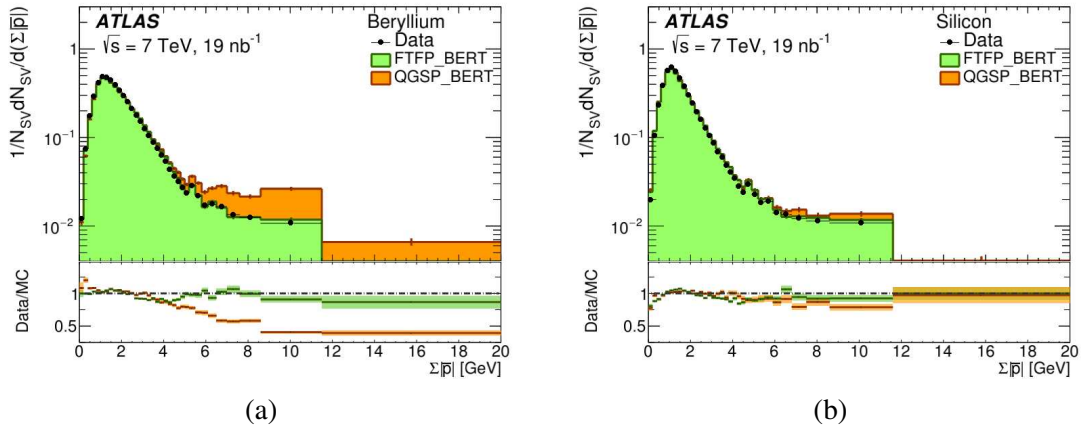 ATLAS Beryllium
√s = 7 TeV, 19 nb⁻¹
Data
FTFP_BERT
QGSP_BERT
1/N_SV dN_SV/d(Σ|p̄|)
1
10⁻¹
10⁻²
Data/MC
1
0.5
0 2 4 6 8 10 12 14 16 18 20
Σ|p̄| [GeV]
(a)
ATLAS Silicon
√s = 7 TeV, 19 nb⁻¹
Data
FTFP_BERT
QGSP_BERT
1/N_SV dN_SV/d(Σ|p̄|)
1
10⁻¹
10⁻²
Data/MC
1
0.5
0 2 4 6 8 10 12 14 16 18 20
Σ|p̄| [GeV]
(b)